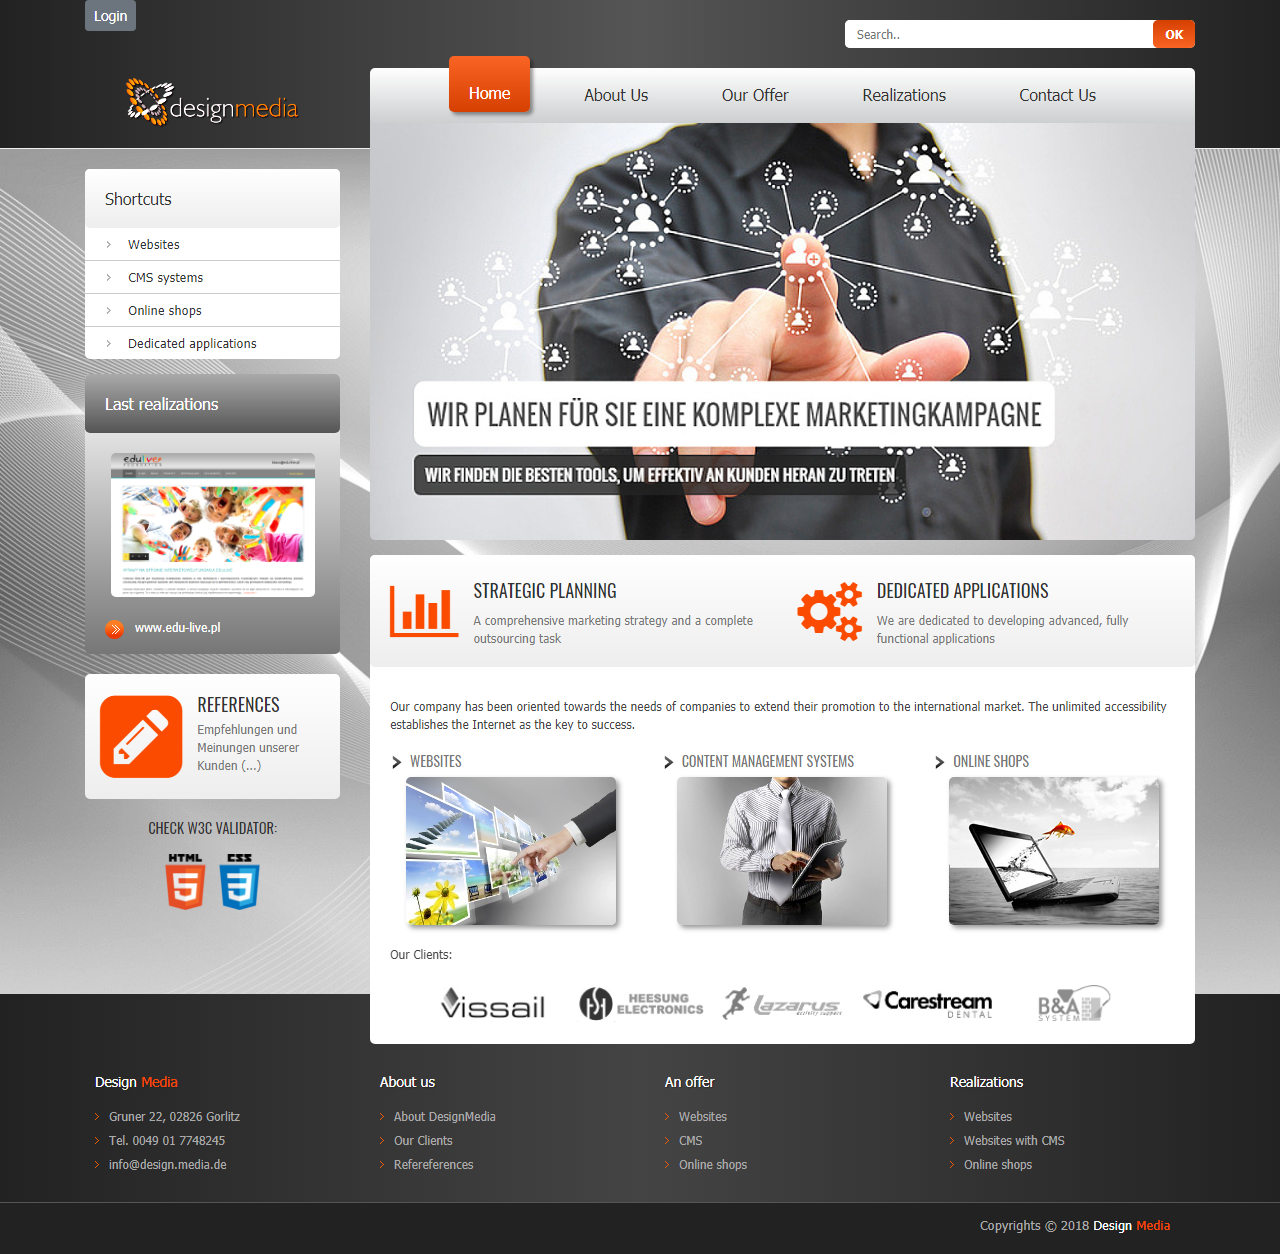 Login
Search..
OK
designmedia
Home
About Us
Our Offer
Realizations
Contact Us
Shortcuts
Websites
CMS systems
Online shops
Dedicated applications
WIR PLANEN FÜR SIE EINE KOMPLEXE MARKETINGKAMPAGNE
WIR FINDEN DIE BESTEN TOOLS, UM EFFEKTIV AN KUNDEN HERAN ZU TRETEN
Last realizations
www.edu-live.pl
REFERENCES
Empfehlungen und
Meinungen unserer
Kunden (...)
CHECK W3C VALIDATOR:
HTML
5
CSS
3
STRATEGIC PLANNING
A comprehensive marketing strategy and a complete
outsourcing task
DEDICATED APPLICATIONS
We are dedicated to developing advanced, fully
functional applications
Our company has been oriented towards the needs of companies to extend their promotion to the international market. The unlimited accessibility
establishes the Internet as the key to success.
WEBSITES
CONTENT MANAGEMENT SYSTEMS
ONLINE SHOPS
Our Clients:
Vissail
HEESUNG
ELECTRONICS
Lazarus
activity support
Carestream
DENTAL
B&A
SYSTEM
Design Media
Gruner 22, 02826 Gorlitz
Tel. 0049 01 7748245
info@design.media.de
About us
About DesignMedia
Our Clients
Refereferences
An offer
Websites
CMS
Online shops
Realizations
Websites
Websites with CMS
Online shops
Copyrights © 2018 Design Media